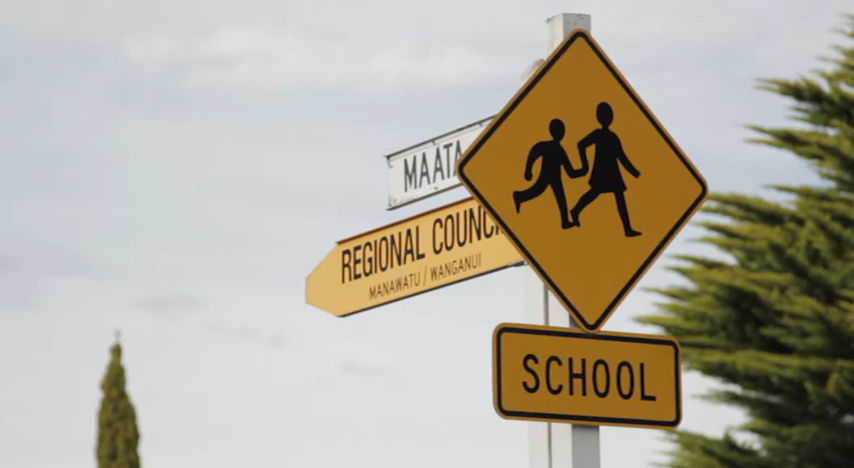 MAATA
REGIONAL COUNC
MANAWATU / WANGANUI
SCHOOL